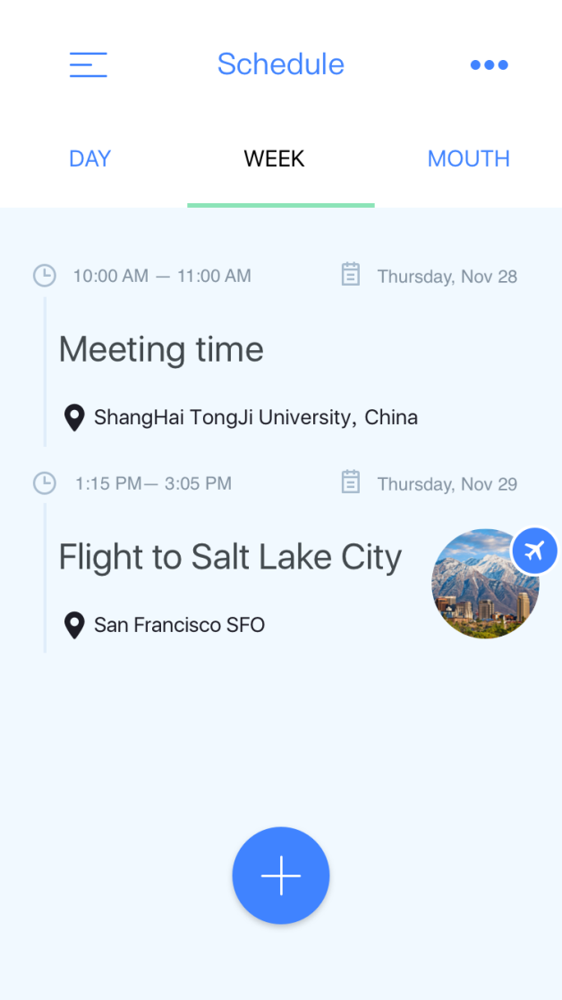 Schedule
DAY WEEK MOUTH
10:00 AM — 11:00 AM Thursday, Nov 28
Meeting time
ShangHai TongJi University, China
1:15 PM— 3:05 PM Thursday, Nov 29
Flight to Salt Lake City
San Francisco SFO